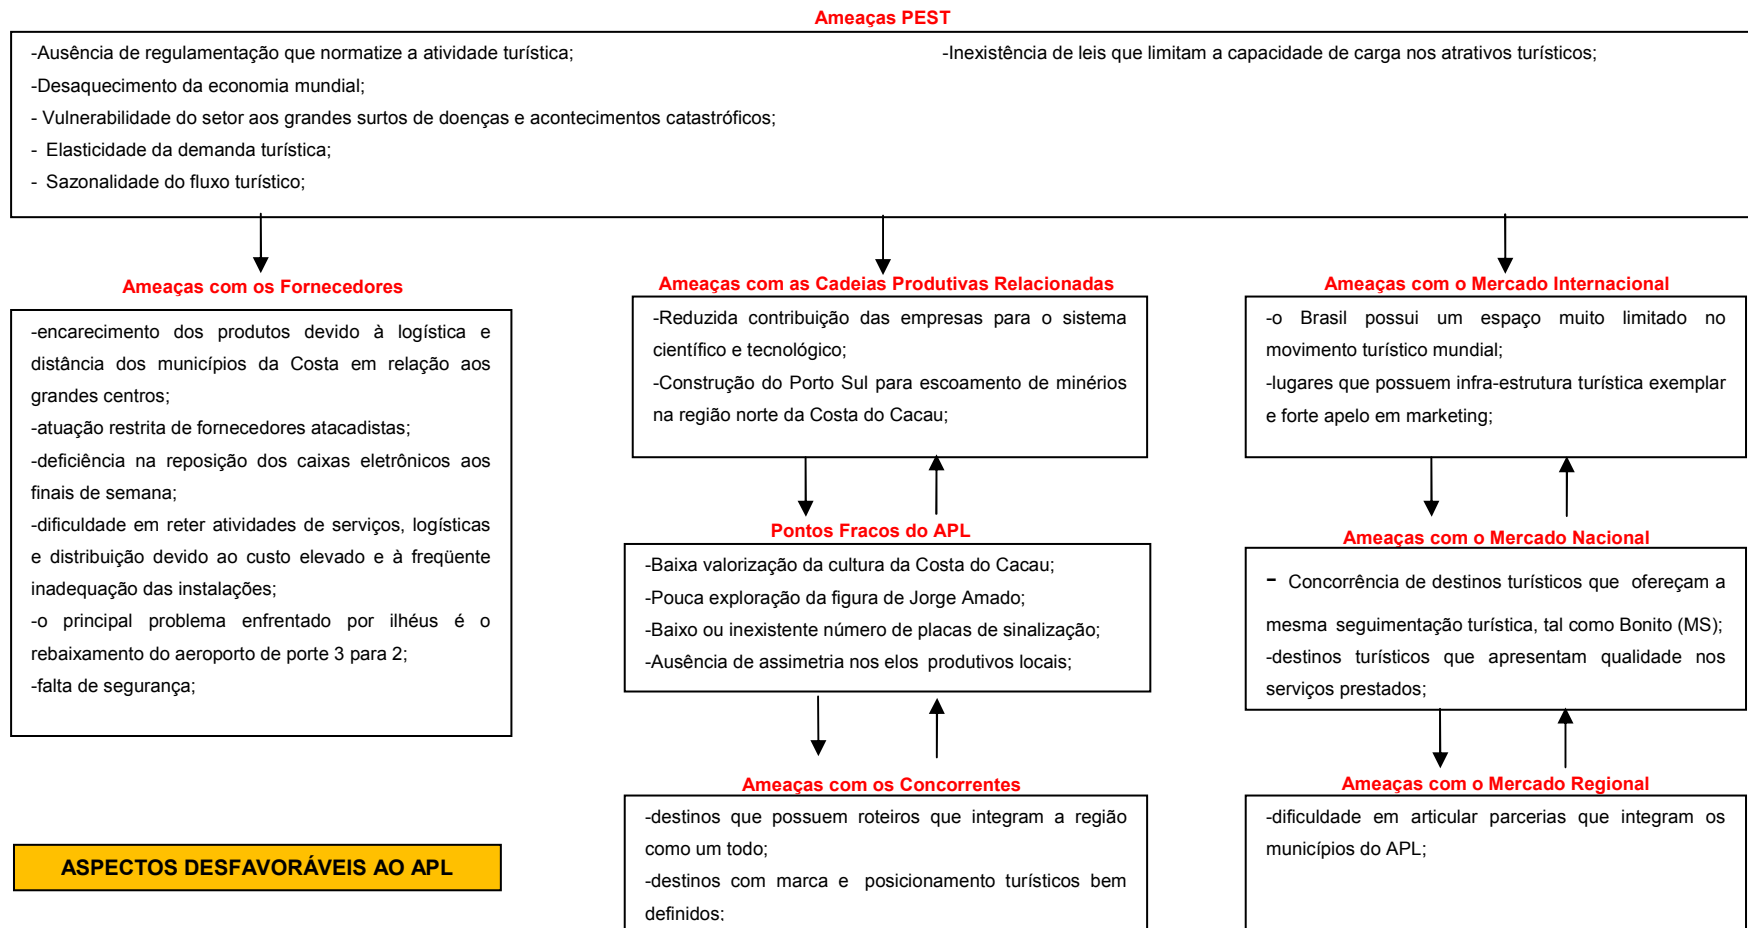 Ameaças PEST
-Ausência de regulamentação que normatize a atividade turística;
-Inexistência de leis que limitam a capacidade de carga nos atrativos turísticos;
-Desaquecimento da economia mundial;
- Vulnerabilidade do setor aos grandes surtos de doenças e acontecimentos catastróficos;
- Elasticidade da demanda turística;
- Sazonalidade do fluxo turístico;
Ameaças com os Fornecedores
-encarecimento dos produtos devido à logística e
distância dos municípios da Costa em relação aos
grandes centros;
-atuação restrita de fornecedores atacadistas;
-deficiência na reposição dos caixas eletrônicos aos
finais de semana;
-dificuldade em reter atividades de serviços, logísticas
e distribuição devido ao custo elevado e à freqüente
inadequação das instalações;
-o principal problema enfrentado por ilhéus é o
rebaixamento do aeroporto de porte 3 para 2;
-falta de segurança;
ASPECTOS DESFAVORÁVEIS AO APL
Ameaças com as Cadeias Produtivas Relacionadas
-Reduzida contribuição das empresas para o sistema
científico e tecnológico;
-Construção do Porto Sul para escoamento de minérios
na região norte da Costa do Cacau;
Pontos Fracos do APL
-Baixa valorização da cultura da Costa do Cacau;
-Pouca exploração da figura de Jorge Amado;
-Baixo ou inexistente número de placas de sinalização;
-Ausência de assimetria nos elos produtivos locais;
Ameaças com os Concorrentes
-destinos que possuem roteiros que integram a região
como um todo;
-destinos com marca e posicionamento turísticos bem
definidos;
Ameaças com o Mercado Internacional
-o Brasil possui um espaço muito limitado no
movimento turístico mundial;
-lugares que possuem infra-estrutura turística exemplar
e forte apelo em marketing;
Ameaças com o Mercado Nacional
- Concorrência de destinos turísticos que ofereçam a
mesma seguimentação turística, tal como Bonito (MS);
-destinos turísticos que apresentam qualidade nos
serviços prestados;
Ameaças com o Mercado Regional
-dificuldade em articular parcerias que integram os
municípios do APL;